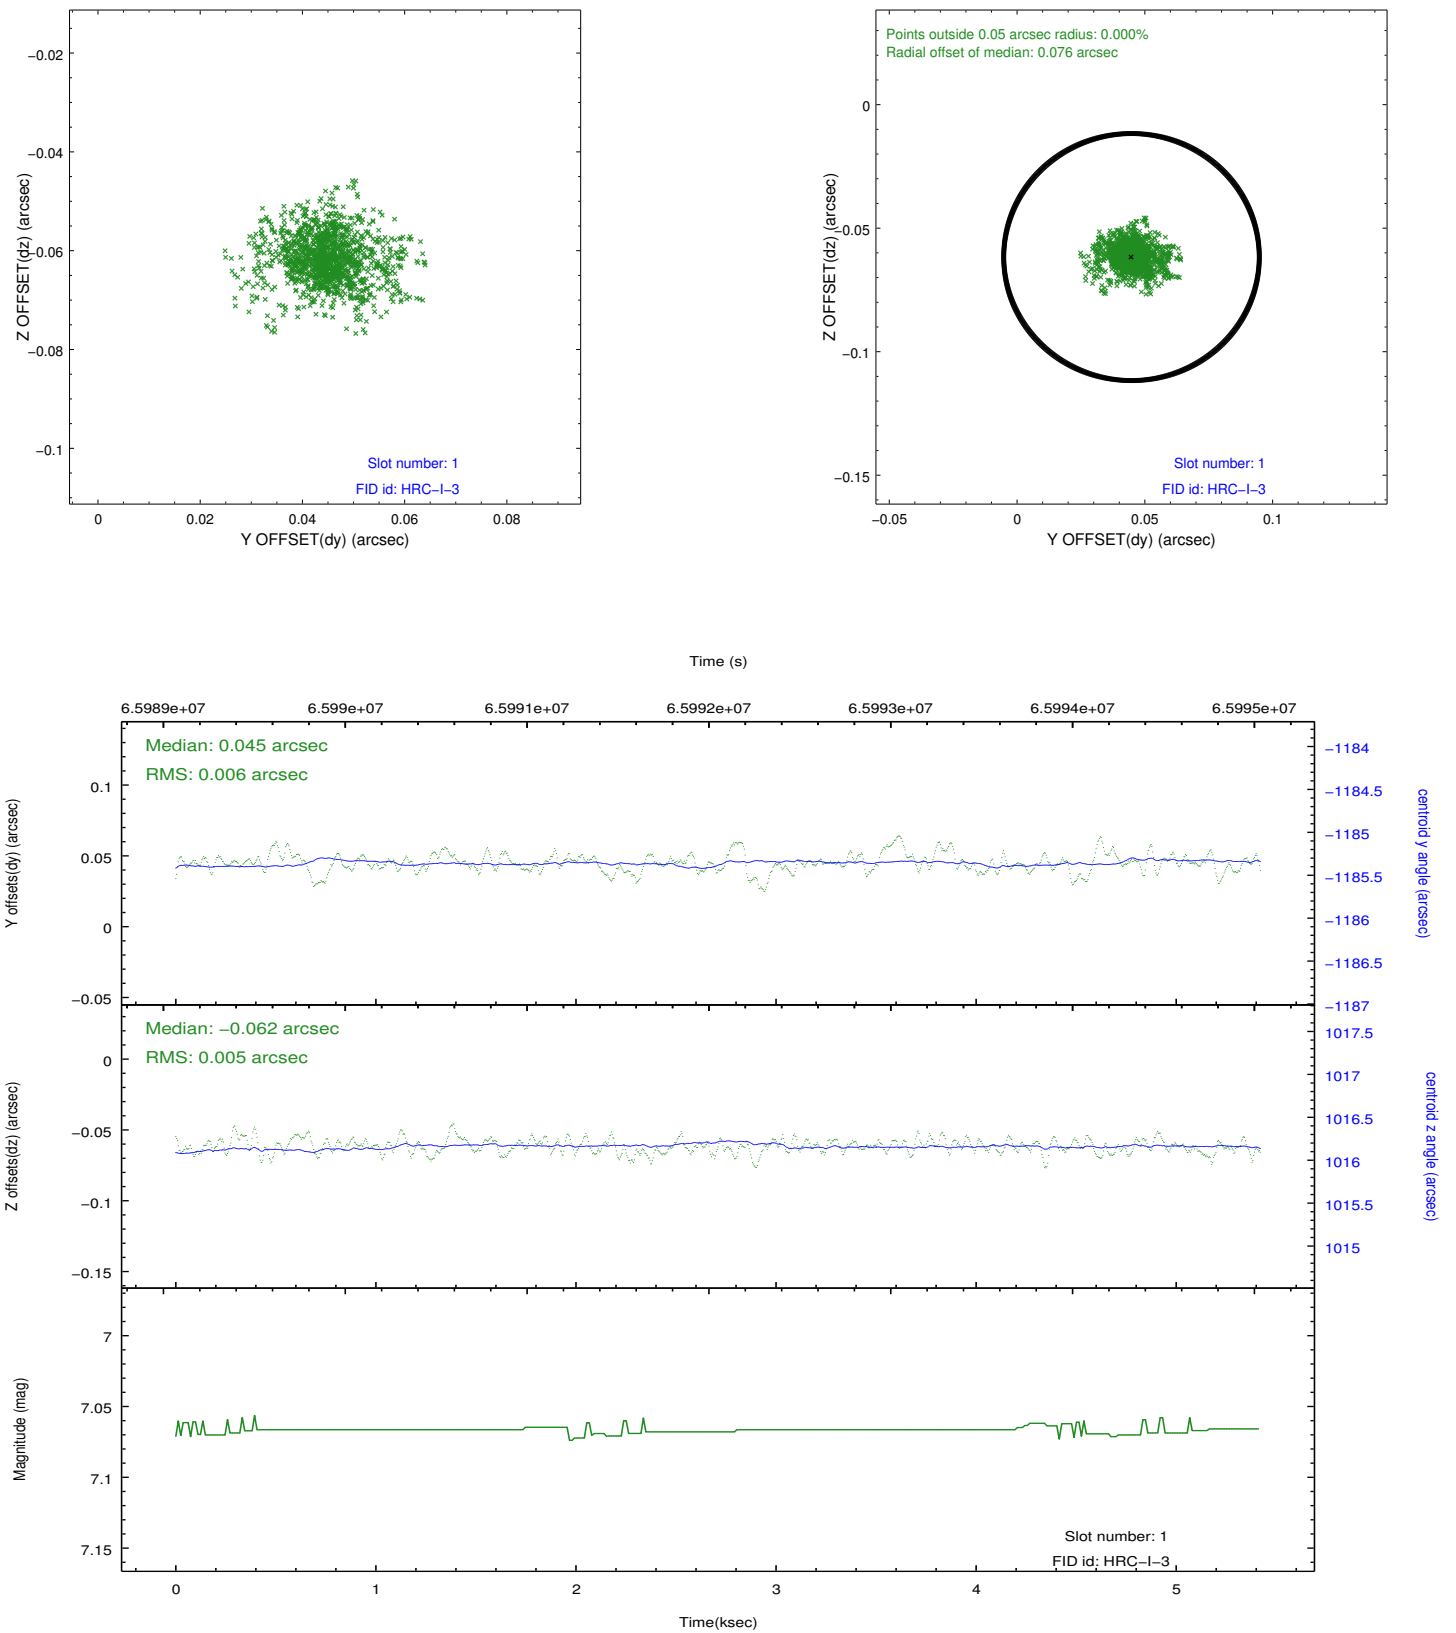 −0.02
−0.04
−0.06
−0.08
−0.1
Z OFFSET(dz) (arcsec)
Slot number: 1
FID id: HRC−I−3
0 0.02 0.04 0.06 0.08
Y OFFSET(dy) (arcsec)
Points outside 0.05 arcsec radius: 0.000%
Radial offset of median: 0.076 arcsec
0
−0.05
−0.1
−0.15
Z OFFSET(dz) (arcsec)
Slot number: 1
FID id: HRC−I−3
−0.05 0 0.05 0.1
Y OFFSET(dy) (arcsec)
Time (s)
6.5989e+07 6.599e+07 6.5991e+07 6.5992e+07 6.5993e+07 6.5994e+07 6.5995e+07
Median: 0.045 arcsec
RMS: 0.006 arcsec
0.1
0.05
0
−0.05
Y offsets(dy) (arcsec)
−1184
−1184.5
−1185
−1185.5
−1186
−1186.5
−1187
centroid y angle (arcsec)
Median: −0.062 arcsec
RMS: 0.005 arcsec
0
−0.05
−0.1
−0.15
Z offsets(dz) (arcsec)
1017.5
1017
1016.5
1016
1015.5
1015
centroid z angle (arcsec)
7
7.05
7.1
7.15
Magnitude (mag)
Slot number: 1
FID id: HRC−I−3
0 1 2 3 4 5
Time(ksec)